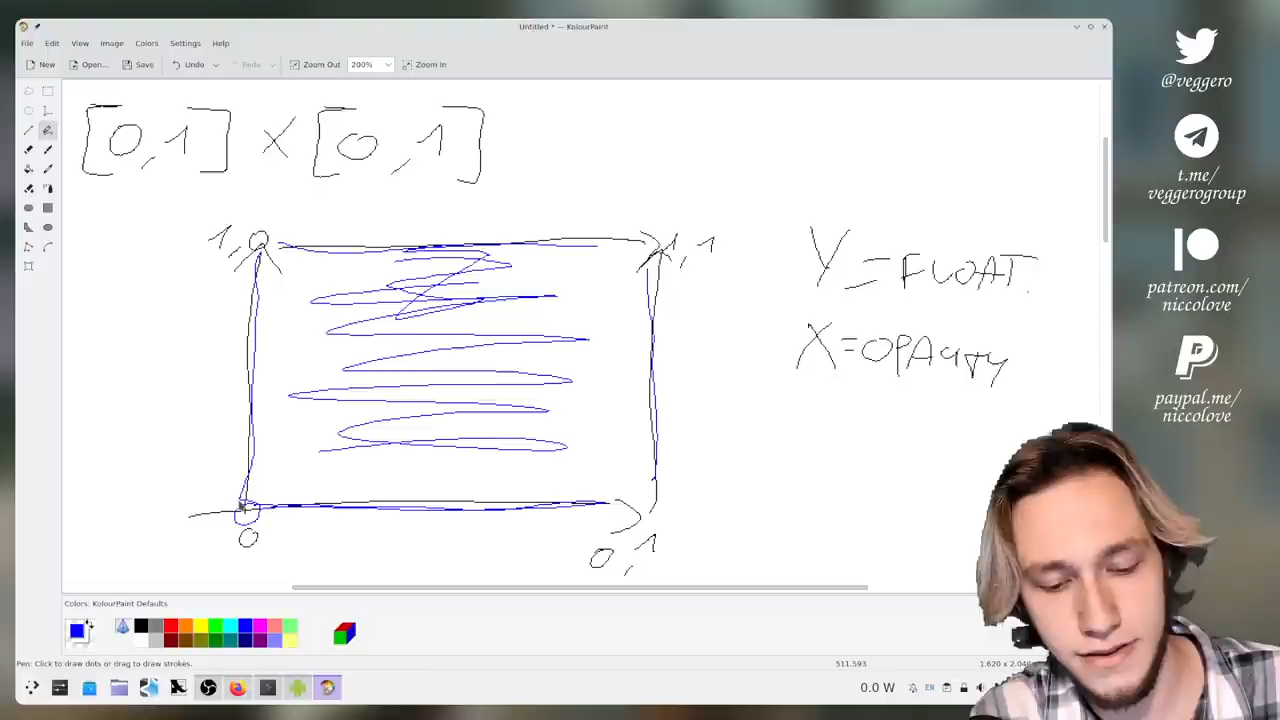 Untitled * — KolourPaint
File Edit View Image Colors Settings Help
New Open... Save Undo Redo Zoom Out 200% Zoom In
[0,1] X [0,1]
1,0
1,1
Y = FLOAT
X = OPACITY
0
0,1
Colors: KolourPaint Defaults
Pen: Click to draw dots or drag to draw strokes.
511,593
0.0 W
EN
@veggero
t.me/
veggerogroup
patreon.com/
niccolove
paypal.me/
niccolove